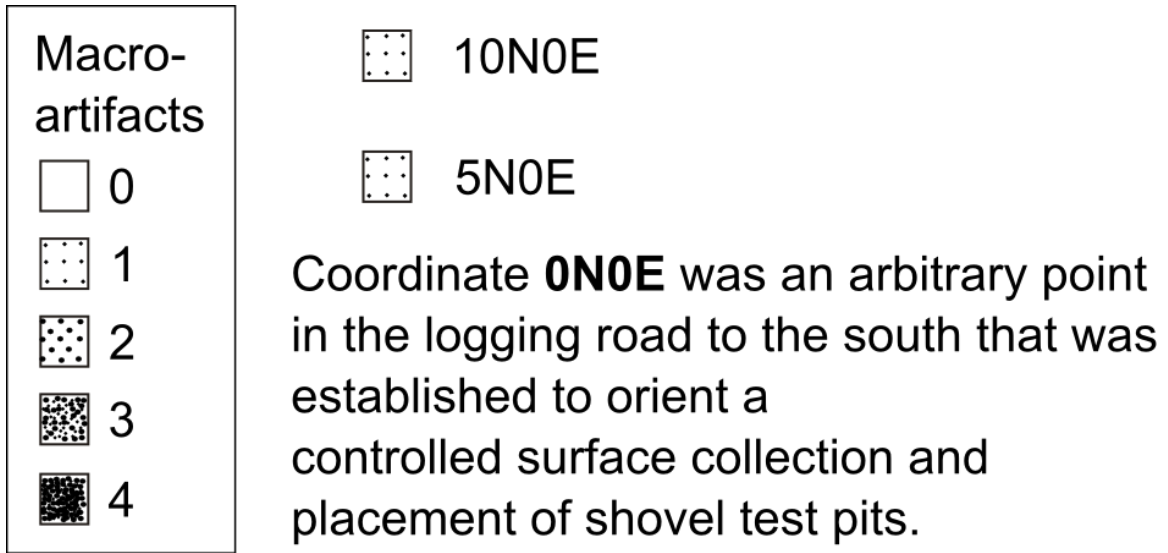 Macro-
artifacts
0
1
2
3
4
10N0E
5N0E
Coordinate 0N0E was an arbitrary point
in the logging road to the south that was
established to orient a
controlled surface collection and
placement of shovel test pits.